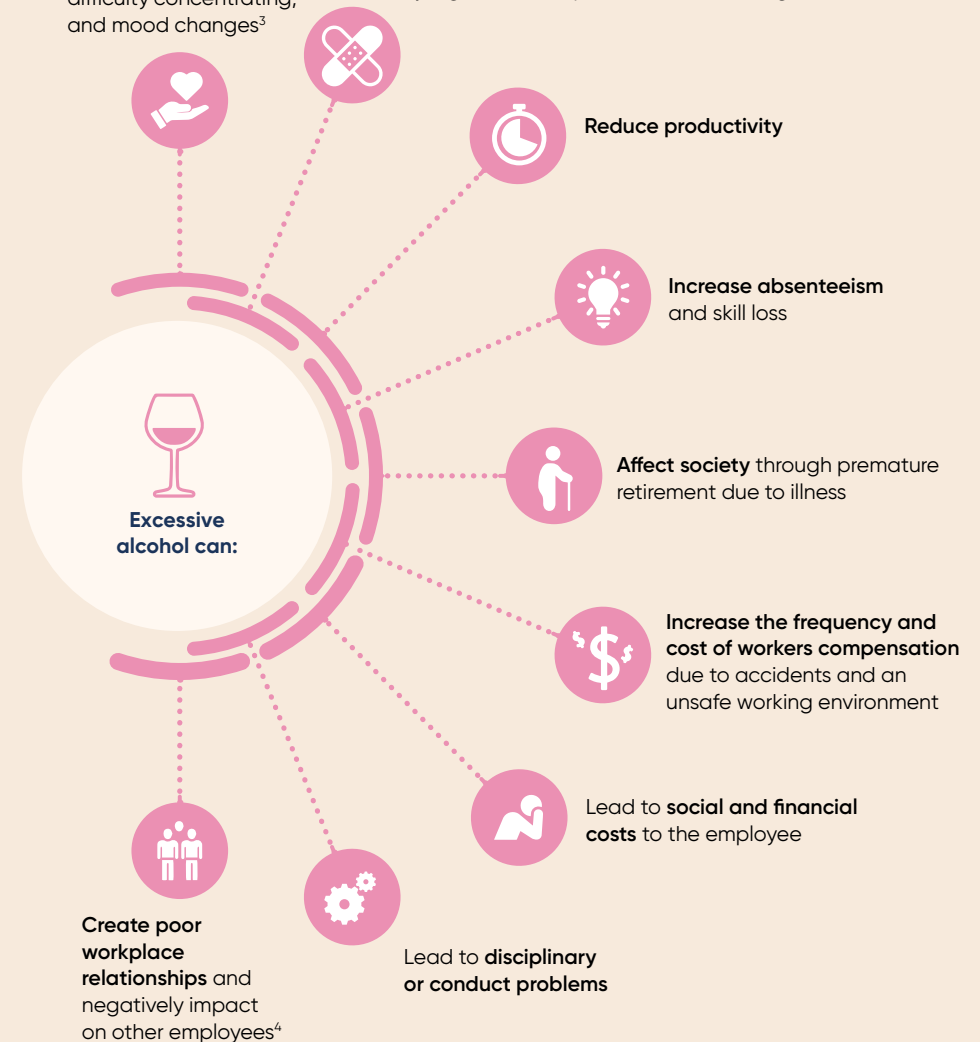 difficulty concentrating,
and mood changes³
Reduce productivity
Increase absenteeism
and skill loss
Affect society through premature
retirement due to illness
Excessive
alcohol can:
Increase the frequency and
cost of workers compensation
due to accidents and an
unsafe working environment
Lead to social and financial
costs to the employee
Create poor
workplace
relationships and
negatively impact
on other employees⁴
Lead to disciplinary
or conduct problems